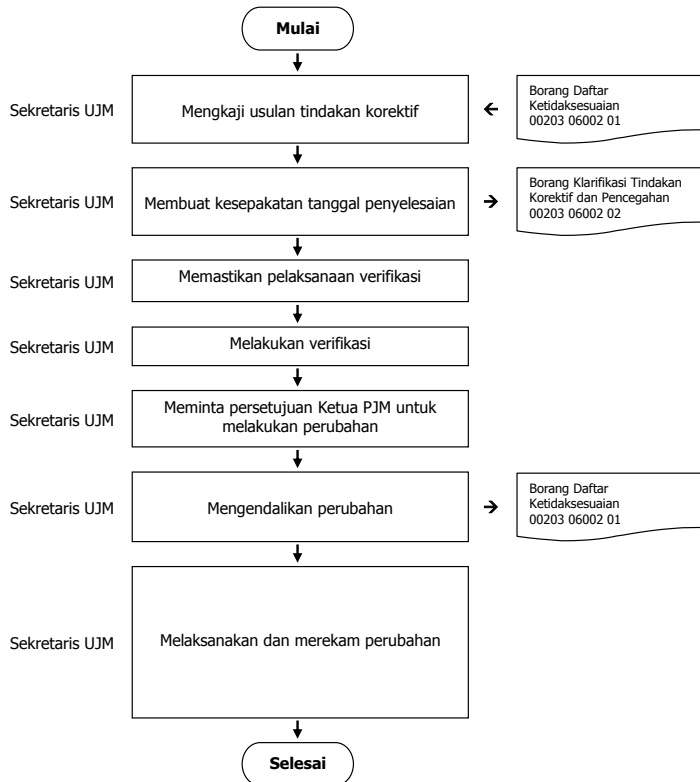 Mulai
Sekretaris UJM
Mengkaji usulan tindakan korektif
Borang Daftar
Ketidaksesuaian
00203 06002 01
Sekretaris UJM
Membuat kesepakatan tanggal penyelesaian
Borang Klarifikasi Tindakan
Korektif dan Pencegahan
00203 06002 02
Sekretaris UJM
Memastikan pelaksanaan verifikasi
Sekretaris UJM
Melakukan verifikasi
Sekretaris UJM
Meminta persetujuan Ketua PJM untuk
melakukan perubahan
Sekretaris UJM
Mengendalikan perubahan
Borang Daftar
Ketidaksesuaian
00203 06002 01
Sekretaris UJM
Melaksanakan dan merekam perubahan
Selesai